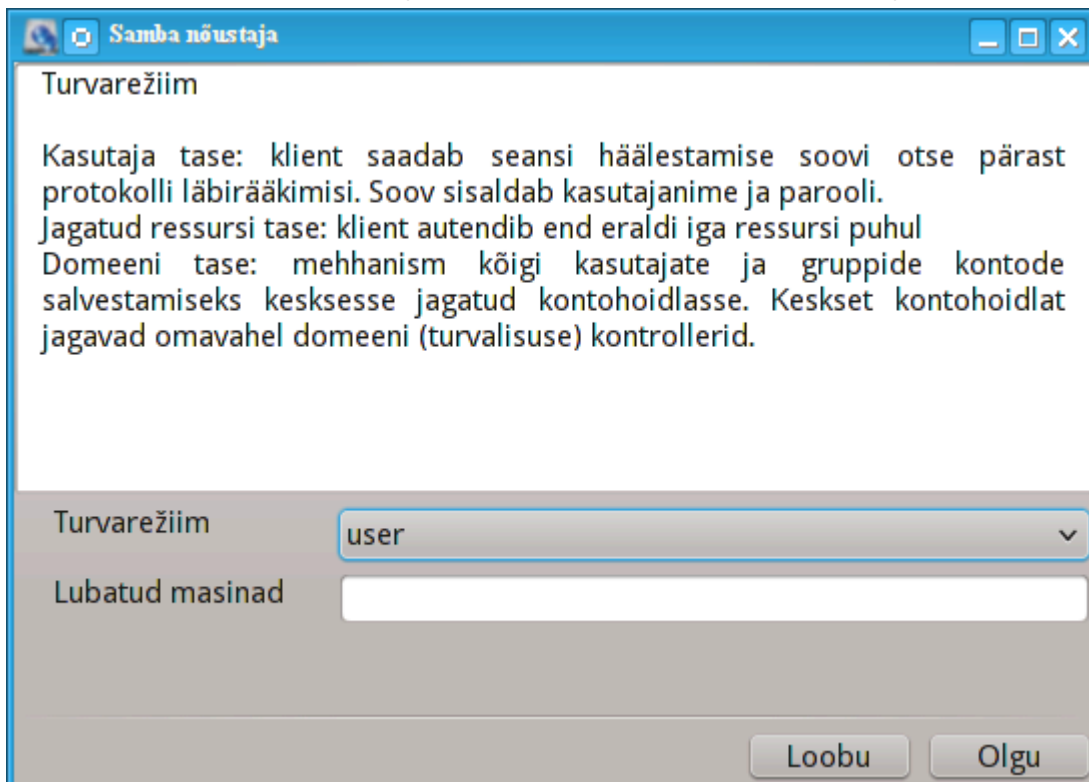 Samba nõustaja
Turvarežiim
Kasutaja tase: klient saadab seansi häälestamise soovi otse pärast
protokolli läbirääkimisi. Soov sisaldab kasutajanime ja parooli.
Jagatud ressursi tase: klient autendib end eraldi iga ressursi puhul
Domeeni tase: mehhanism kõigi kasutajate ja gruppide kontode
salvestamiseks kesksesse jagatud kontohoidlasse. Keskset kontohoidlat
jagavad omavahel domeeni (turvalisuse) kontrollerid.
Turvarežiim
user
Lubatud masinad
Loobu
Olgu